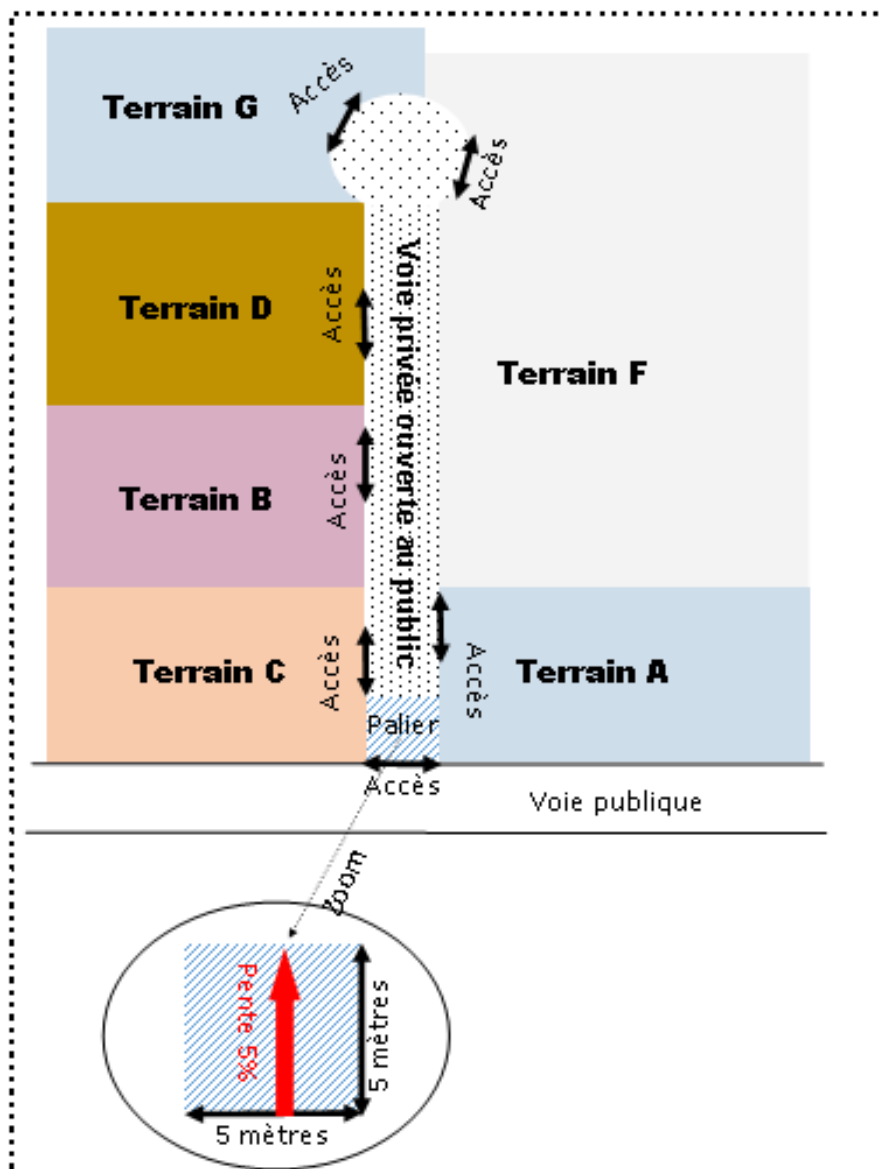 Terrain G
Accès
Accès
Terrain D
Accès
Voie privée ouverte au public
Terrain F
Terrain B
Accès
Terrain C
Accès
Accès
Terrain A
Palier
Accès
Voie publique
Zoom
Pente 5%
5 mètres
5 mètres